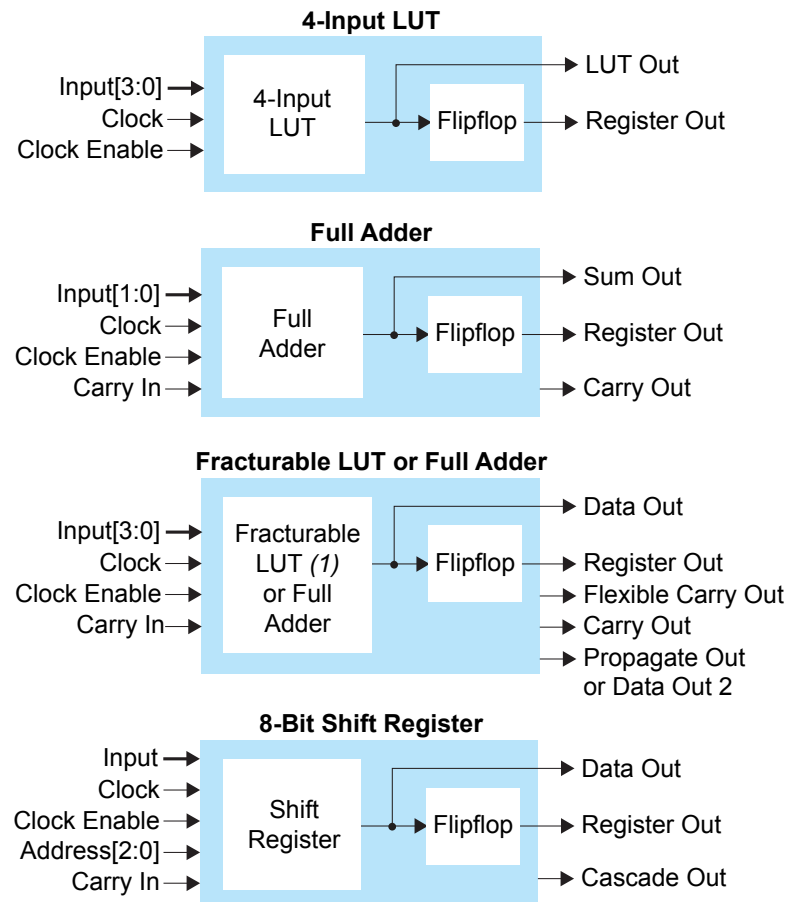 4-Input LUT
Input[3:0]
Clock
Clock Enable
4-Input
LUT
Flipflop
LUT Out
Register Out
Full Adder
Input[1:0]
Clock
Clock Enable
Carry In
Full
Adder
Flipflop
Sum Out
Register Out
Carry Out
Fracturable LUT or Full Adder
Input[3:0]
Clock
Clock Enable
Carry In
Fracturable
LUT (1)
or Full
Adder
Flipflop
Data Out
Register Out
Flexible Carry Out
Carry Out
Propagate Out
or Data Out 2
8-Bit Shift Register
Input
Clock
Clock Enable
Address[2:0]
Carry In
Shift
Register
Flipflop
Data Out
Register Out
Cascade Out